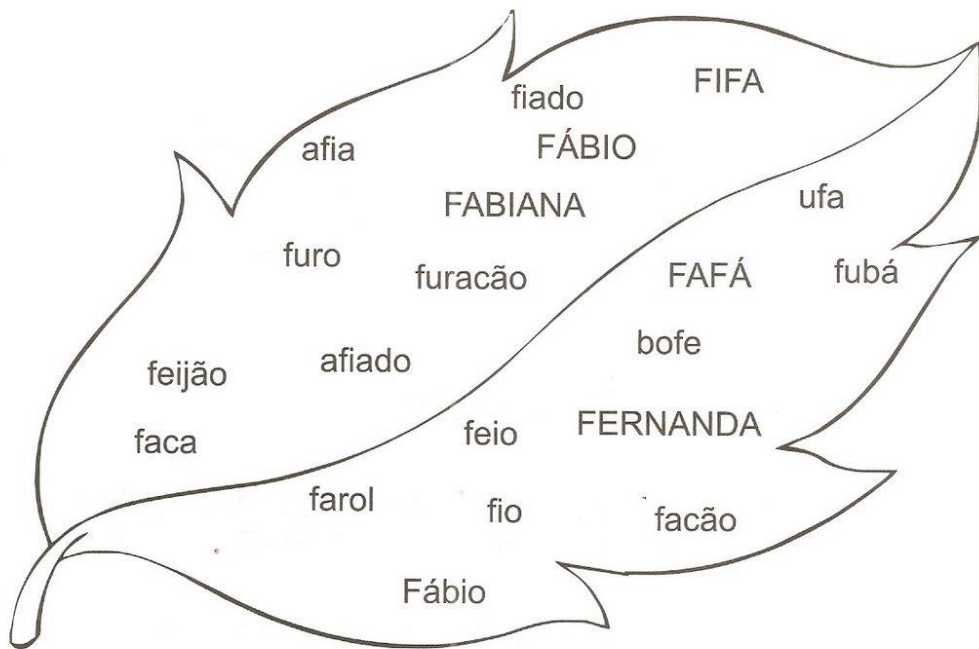 FIFA
fiado
afia
FÁBIO
FABIANA
ufa
furo
furacão
FAFÁ
fubá
bofe
feijão
afiado
faca
feio
FERNANDA
farol
fio
facão
Fábio